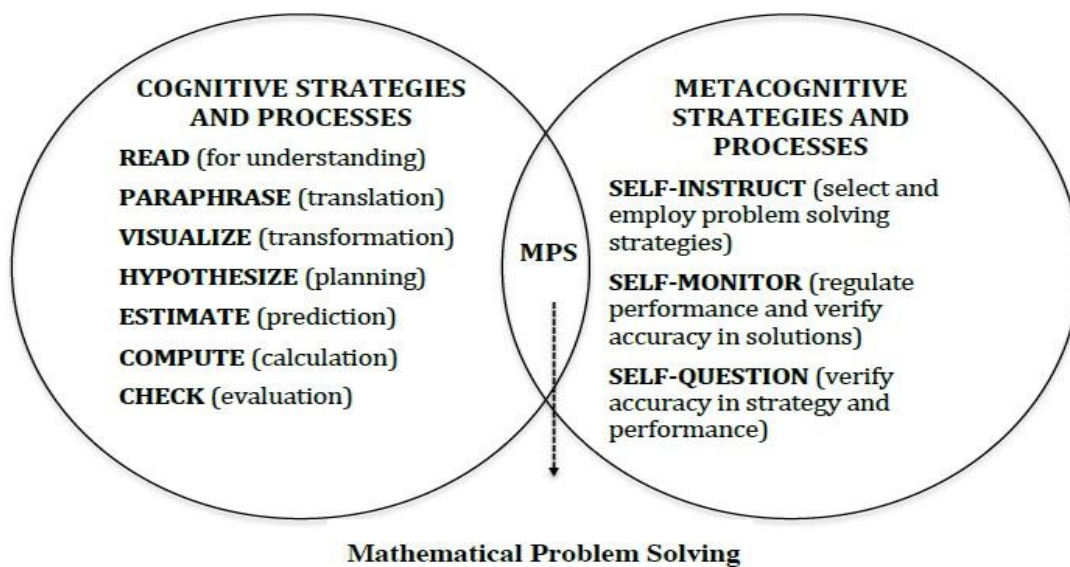 COGNITIVE STRATEGIES
AND PROCESSES
READ (for understanding)
PARAPHRASE (translation)
VISUALIZE (transformation)
HYPOTHESIZE (planning)
ESTIMATE (prediction)
COMPUTE (calculation)
CHECK (evaluation)
MPS
METACOGNITIVE
STRATEGIES AND
PROCESSES
SELF-INSTRUCT (select and
employ problem solving
strategies)
SELF-MONITOR (regulate
performance and verify
accuracy in solutions)
SELF-QUESTION (verify
accuracy in strategy and
performance)
Mathematical Problem Solving